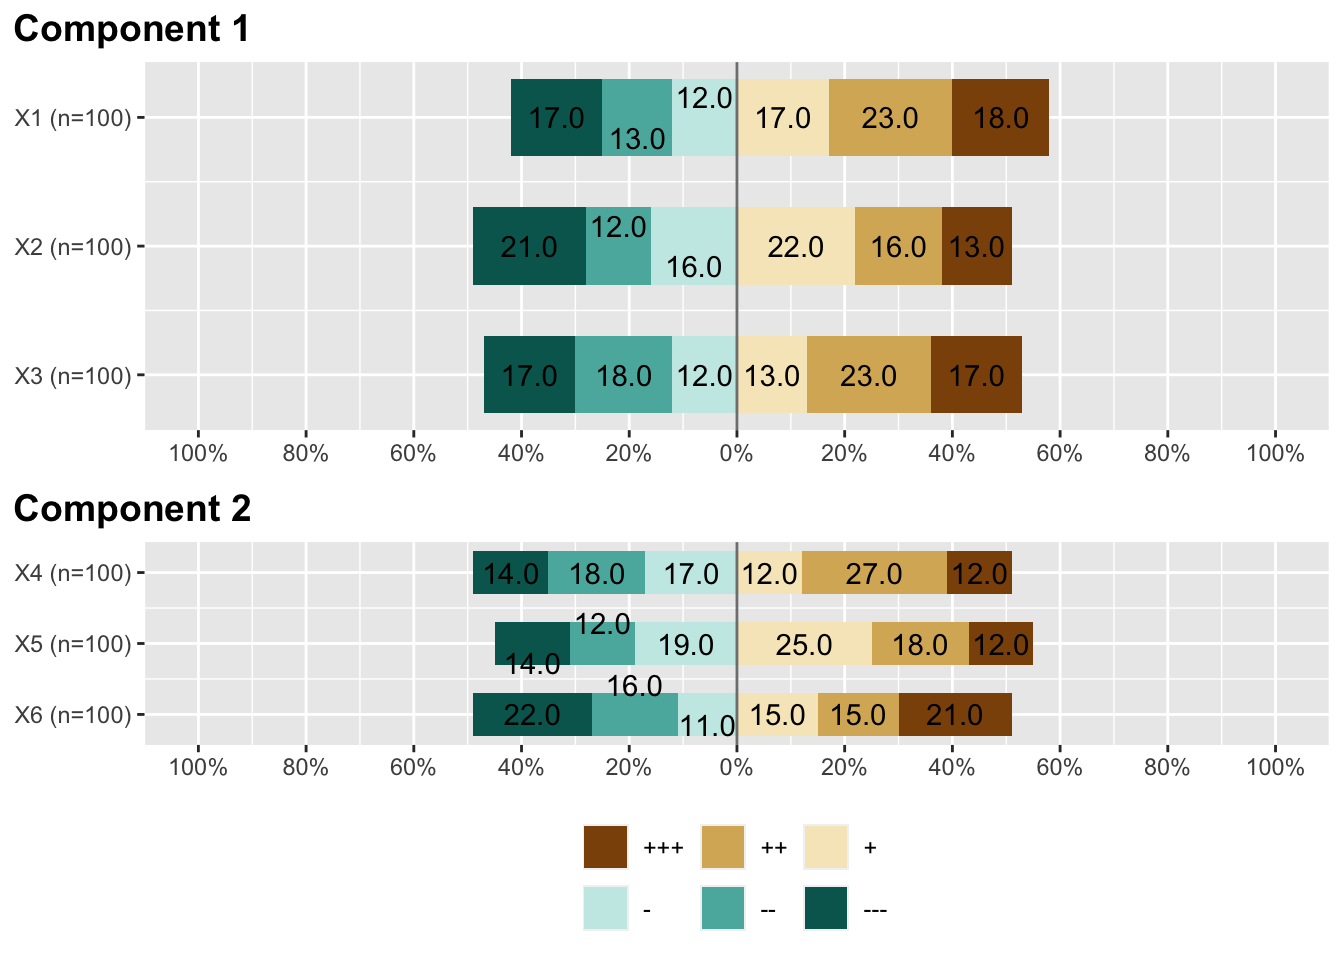 Component 1
X1 (n=100) 17.0 13.0 12.0 17.0 23.0 18.0
X2 (n=100) 21.0 12.0 16.0 22.0 16.0 13.0
X3 (n=100) 17.0 18.0 12.0 13.0 23.0 17.0
100% 80% 60% 40% 20% 0% 20% 40% 60% 80% 100%
Component 2
X4 (n=100) 14.0 18.0 17.0 12.0 27.0 12.0
X5 (n=100) 14.0 12.0 19.0 25.0 18.0 12.0
X6 (n=100) 22.0 16.0 11.0 15.0 15.0 21.0
100% 80% 60% 40% 20% 0% 20% 40% 60% 80% 100%
+++ ++ +
- -- ---